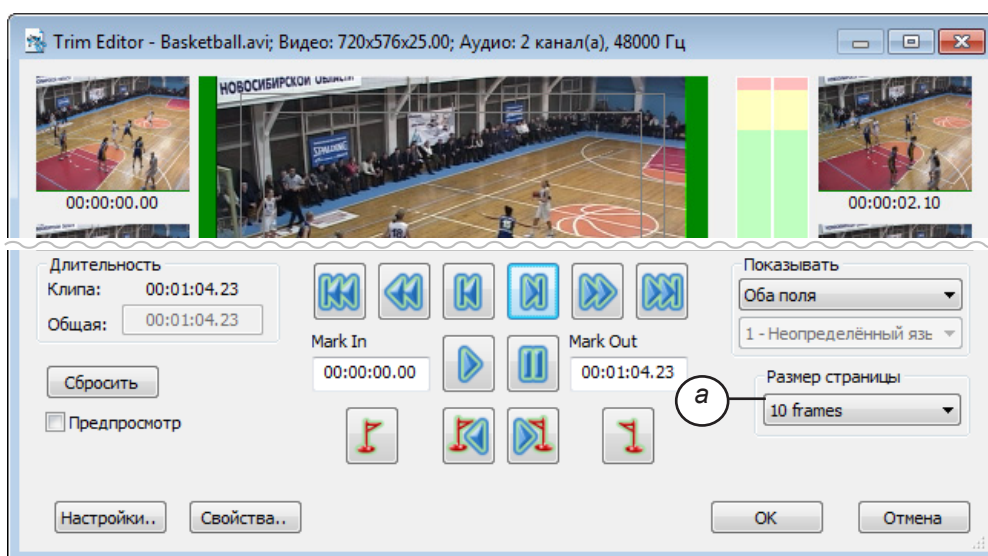 Trim Editor - Basketball.avi; Видео: 720x576x25.00; Аудио: 2 канал(а), 48000 Гц
НОВОСИБИРСКОЙ ОБЛАСТИ
SPALDING
18
00:00:00.00
00:00:02.10
Длительность
Клипа: 00:01:04.23
Общая: 00:01:04.23
Сбросить
Предпросмотр
Mark In
00:00:00.00
Mark Out
00:01:04.23
Показывать
Оба поля
1 - Неопределённый язь
Размер страницы
a
10 frames
Настройки..
Свойства..
OK
Отмена